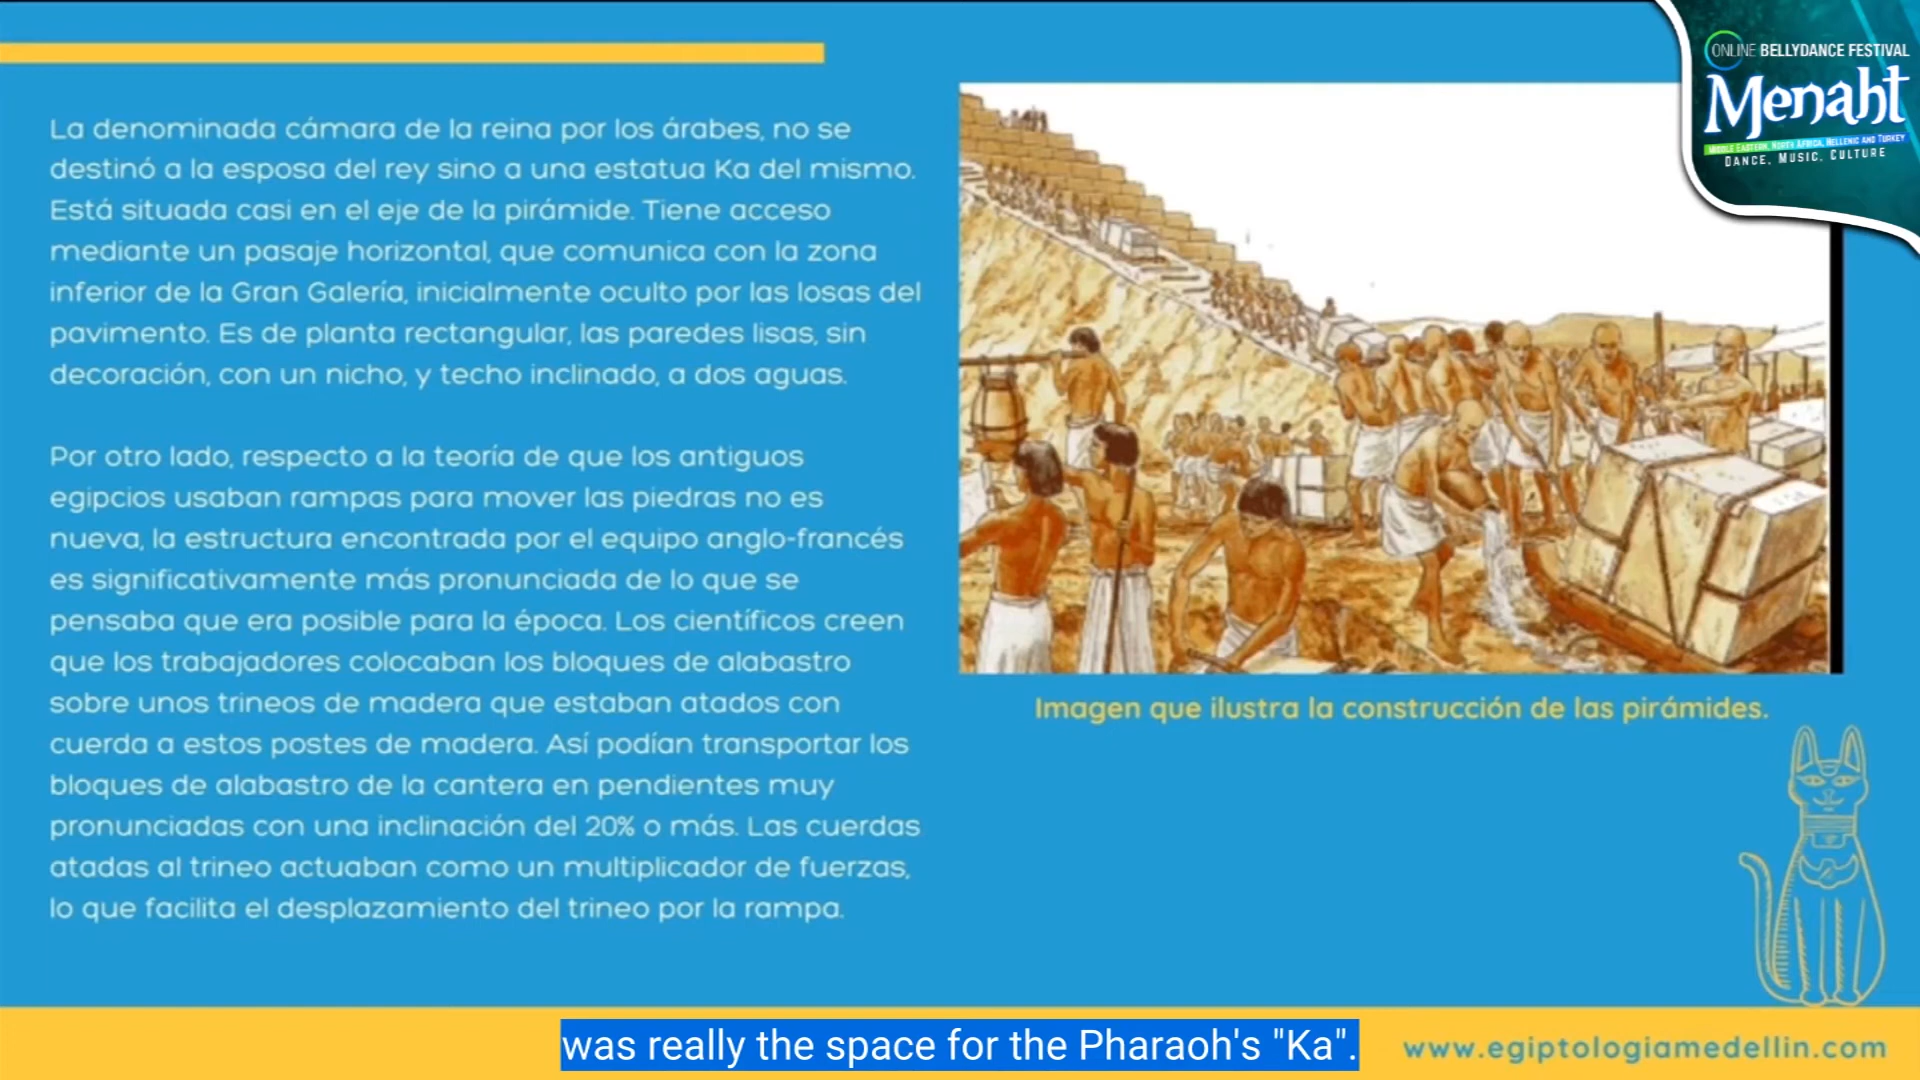 ONLINE BELLYDANCE FESTIVAL
Menaht
MIDDLE EASTERN, NORTH AFRICA, HELLENIC AND TURKEY
DANCE, MUSIC, CULTURE
La denominada cámara de la reina por los árabes, no se
destinó a la esposa del rey sino a una estatua Ka del mismo.
Está situada casi en el eje de la pirámide. Tiene acceso
mediante un pasaje horizontal, que comunica con la zona
inferior de la Gran Galería, inicialmente oculto por las losas del
pavimento. Es de planta rectangular, las paredes lisas, sin
decoración, con un nicho, y techo inclinado, a dos aguas.
Por otro lado, respecto a la teoría de que los antiguos
egipcios usaban rampas para mover las piedras no es
nueva, la estructura encontrada por el equipo anglo-francés
es significativamente más pronunciada de lo que se
pensaba que era posible para la época. Los científicos creen
que los trabajadores colocaban los bloques de alabastro
sobre unos trineos de madera que estaban atados con
cuerda a estos postes de madera. Así podían transportar los
bloques de alabastro de la cantera en pendientes muy
pronunciadas con una inclinación del 20% o más. Las cuerdas
atadas al trineo actuaban como un multiplicador de fuerzas,
lo que facilita el desplazamiento del trineo por la rampa.
Imagen que ilustra la construcción de las pirámides.
was really the space for the Pharaoh's "Ka".
www.egiptologiamedellin.com